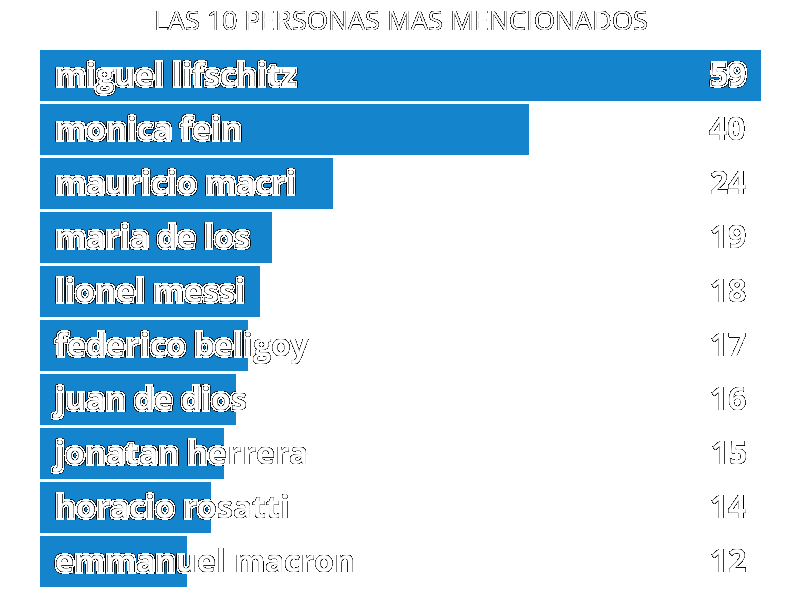 LAS 10 PERSONAS MAS MENCIONADOS
miguel lifschitz 59
monica fein 40
mauricio macri 24
maria de los 19
lionel messi 18
federico beligoy 17
juan de dios 16
jonatan herrera 15
horacio rosatti 14
emmanuel macron 12